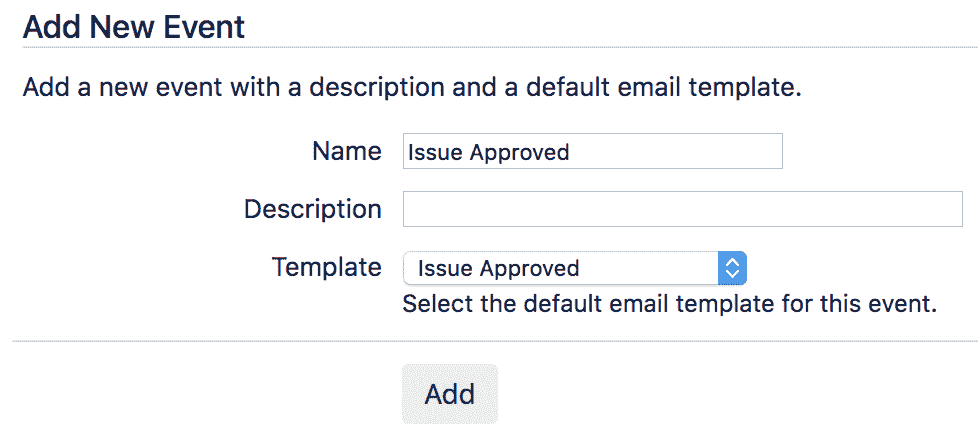 Add New Event
Add a new event with a description and a default email template.
Name Issue Approved
Description
Template Issue Approved
Select the default email template for this event.
Add